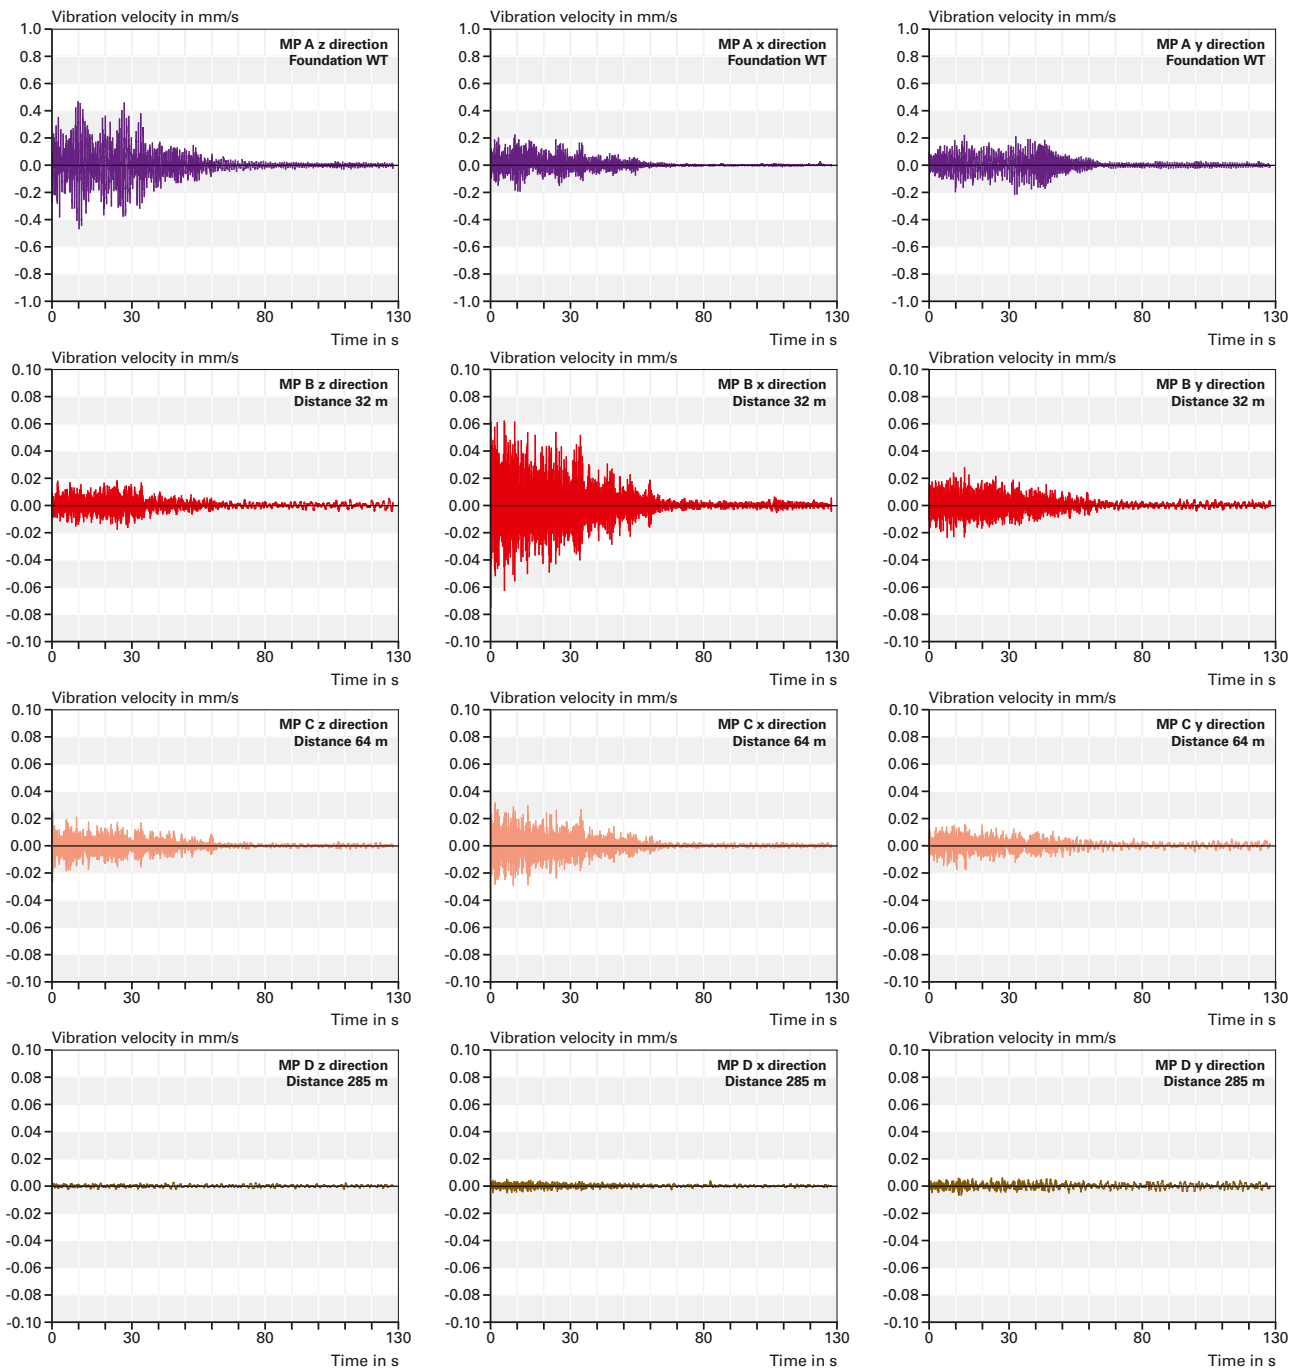 Vibration velocity in mm/s
1.0
0.8
0.6
0.4
0.2
0.0
-0.2
-0.4
-0.6
-0.8
-1.0
MP A z direction
Foundation WT
0 30 80 130
Time in s
Vibration velocity in mm/s
1.0
0.8
0.6
0.4
0.2
0.0
-0.2
-0.4
-0.6
-0.8
-1.0
MP A x direction
Foundation WT
0 30 80 130
Time in s
Vibration velocity in mm/s
1.0
0.8
0.6
0.4
0.2
0.0
-0.2
-0.4
-0.6
-0.8
-1.0
MP A y direction
Foundation WT
0 30 80 130
Time in s
Vibration velocity in mm/s
0.10
0.08
0.06
0.04
0.02
0.00
-0.02
-0.04
-0.06
-0.08
-0.10
MP B z direction
Distance 32 m
0 30 80 130
Time in s
Vibration velocity in mm/s
0.10
0.08
0.06
0.04
0.02
0.00
-0.02
-0.04
-0.06
-0.08
-0.10
MP B x direction
Distance 32 m
0 30 80 130
Time in s
Vibration velocity in mm/s
0.10
0.08
0.06
0.04
0.02
0.00
-0.02
-0.04
-0.06
-0.08
-0.10
MP B y direction
Distance 32 m
0 30 80 130
Time in s
Vibration velocity in mm/s
0.10
0.08
0.06
0.04
0.02
0.00
-0.02
-0.04
-0.06
-0.08
-0.10
MP C z direction
Distance 64 m
0 30 80 130
Time in s
Vibration velocity in mm/s
0.10
0.08
0.06
0.04
0.02
0.00
-0.02
-0.04
-0.06
-0.08
-0.10
MP C x direction
Distance 64 m
0 30 80 130
Time in s
Vibration velocity in mm/s
0.10
0.08
0.06
0.04
0.02
0.00
-0.02
-0.04
-0.06
-0.08
-0.10
MP C y direction
Distance 64 m
0 30 80 130
Time in s
Vibration velocity in mm/s
0.10
0.08
0.06
0.04
0.02
0.00
-0.02
-0.04
-0.06
-0.08
-0.10
MP D z direction
Distance 285 m
0 30 80 130
Time in s
Vibration velocity in mm/s
0.10
0.08
0.06
0.04
0.02
0.00
-0.02
-0.04
-0.06
-0.08
-0.10
MP D x direction
Distance 285 m
0 30 80 130
Time in s
Vibration velocity in mm/s
0.10
0.08
0.06
0.04
0.02
0.00
-0.02
-0.04
-0.06
-0.08
-0.10
MP D y direction
Distance 285 m
0 30 80 130
Time in s